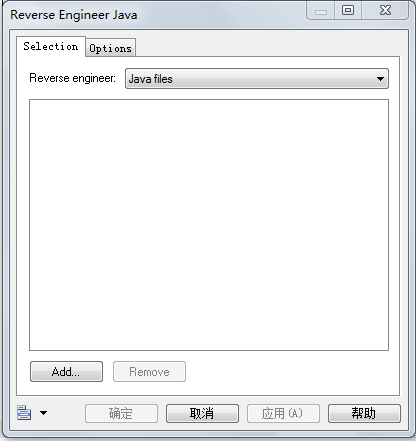 Reverse Engineer Java
Selection Options
Reverse engineer: Java files
Add... Remove
确定 取消 应用(A) 帮助